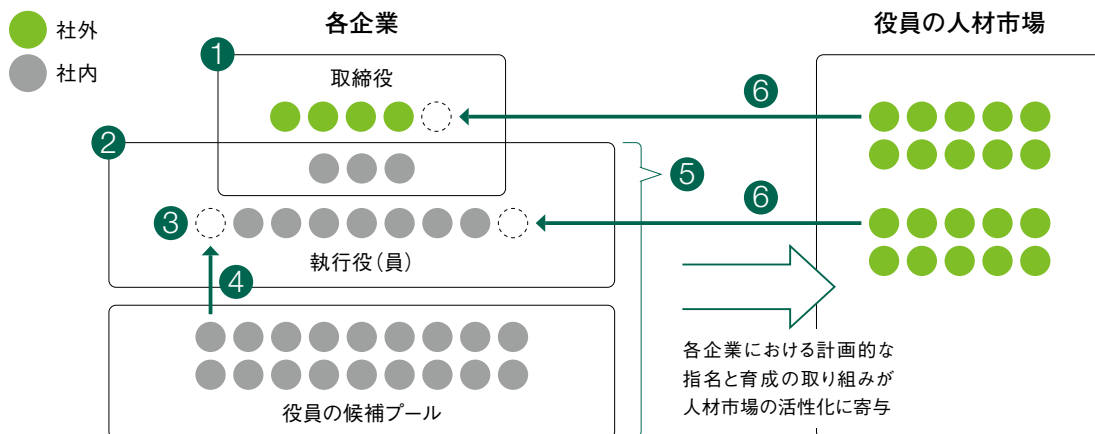 社外
社内
各企業
役員の人材市場
1
取締役
6
2
5
3
6
執行役（員）
4
各企業における計画的な
指名と育成の取り組みが
人材市場の活性化に寄与
役員の候補プール